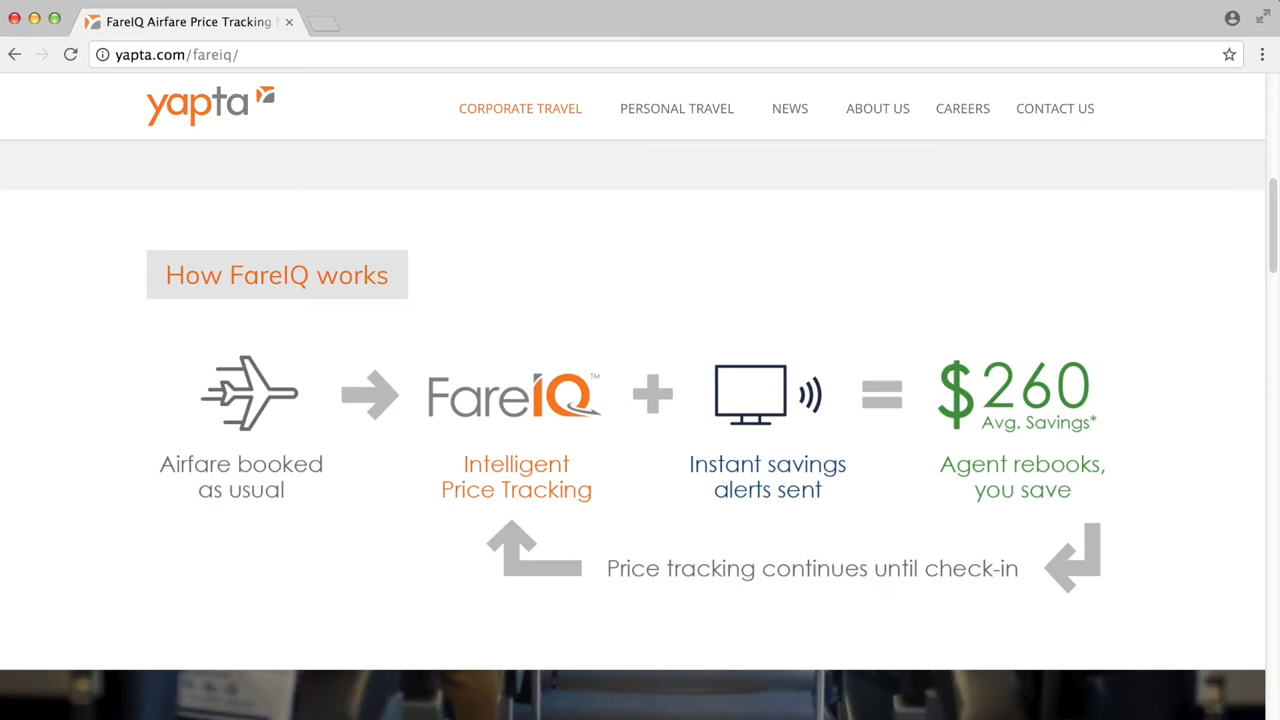 FareIQ Airfare Price Tracking
yapta.com/fareiq/
yapta
CORPORATE TRAVEL PERSONAL TRAVEL NEWS ABOUT US CAREERS CONTACT US
How FareIQ works
FareIQ™
$260
Avg. Savings*
Airfare booked
as usual
Intelligent
Price Tracking
Instant savings
alerts sent
Agent rebooks,
you save
Price tracking continues until check-in